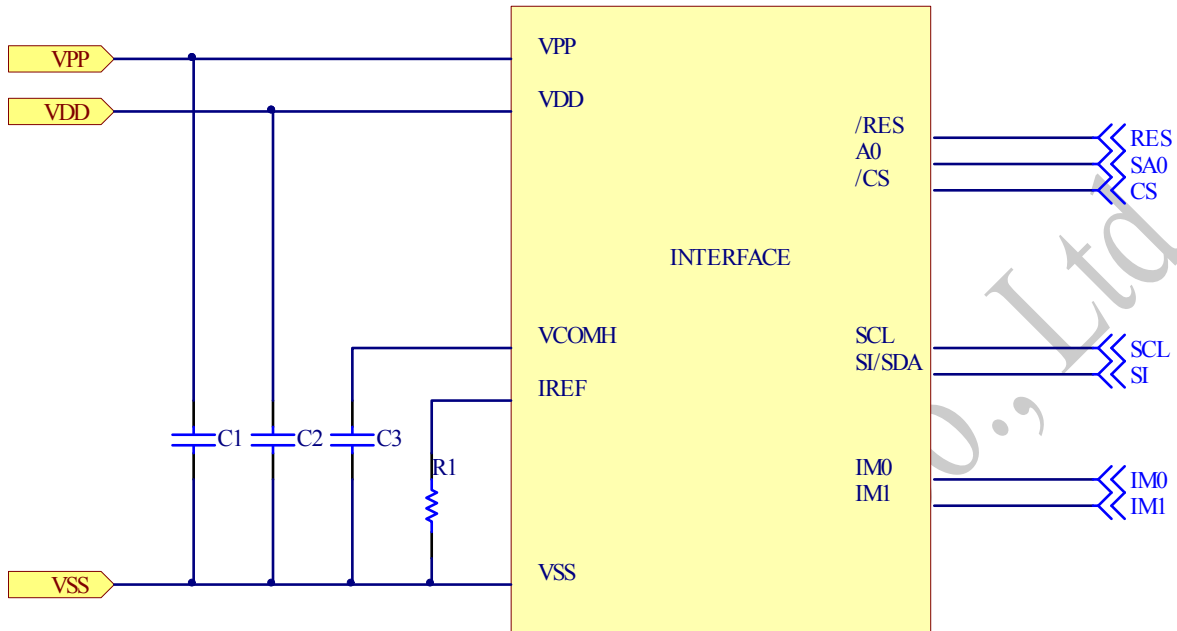 VPP
VDD
VSS
VPP
VDD
VCOMH
IREF
VSS
C1
C2
C3
R1
INTERFACE
/RES
A0
/CS
SCL
SI/SDA
IM0
IM1
RES
SA0
CS
SCL
SI
IM0
IM1
o., Ltd